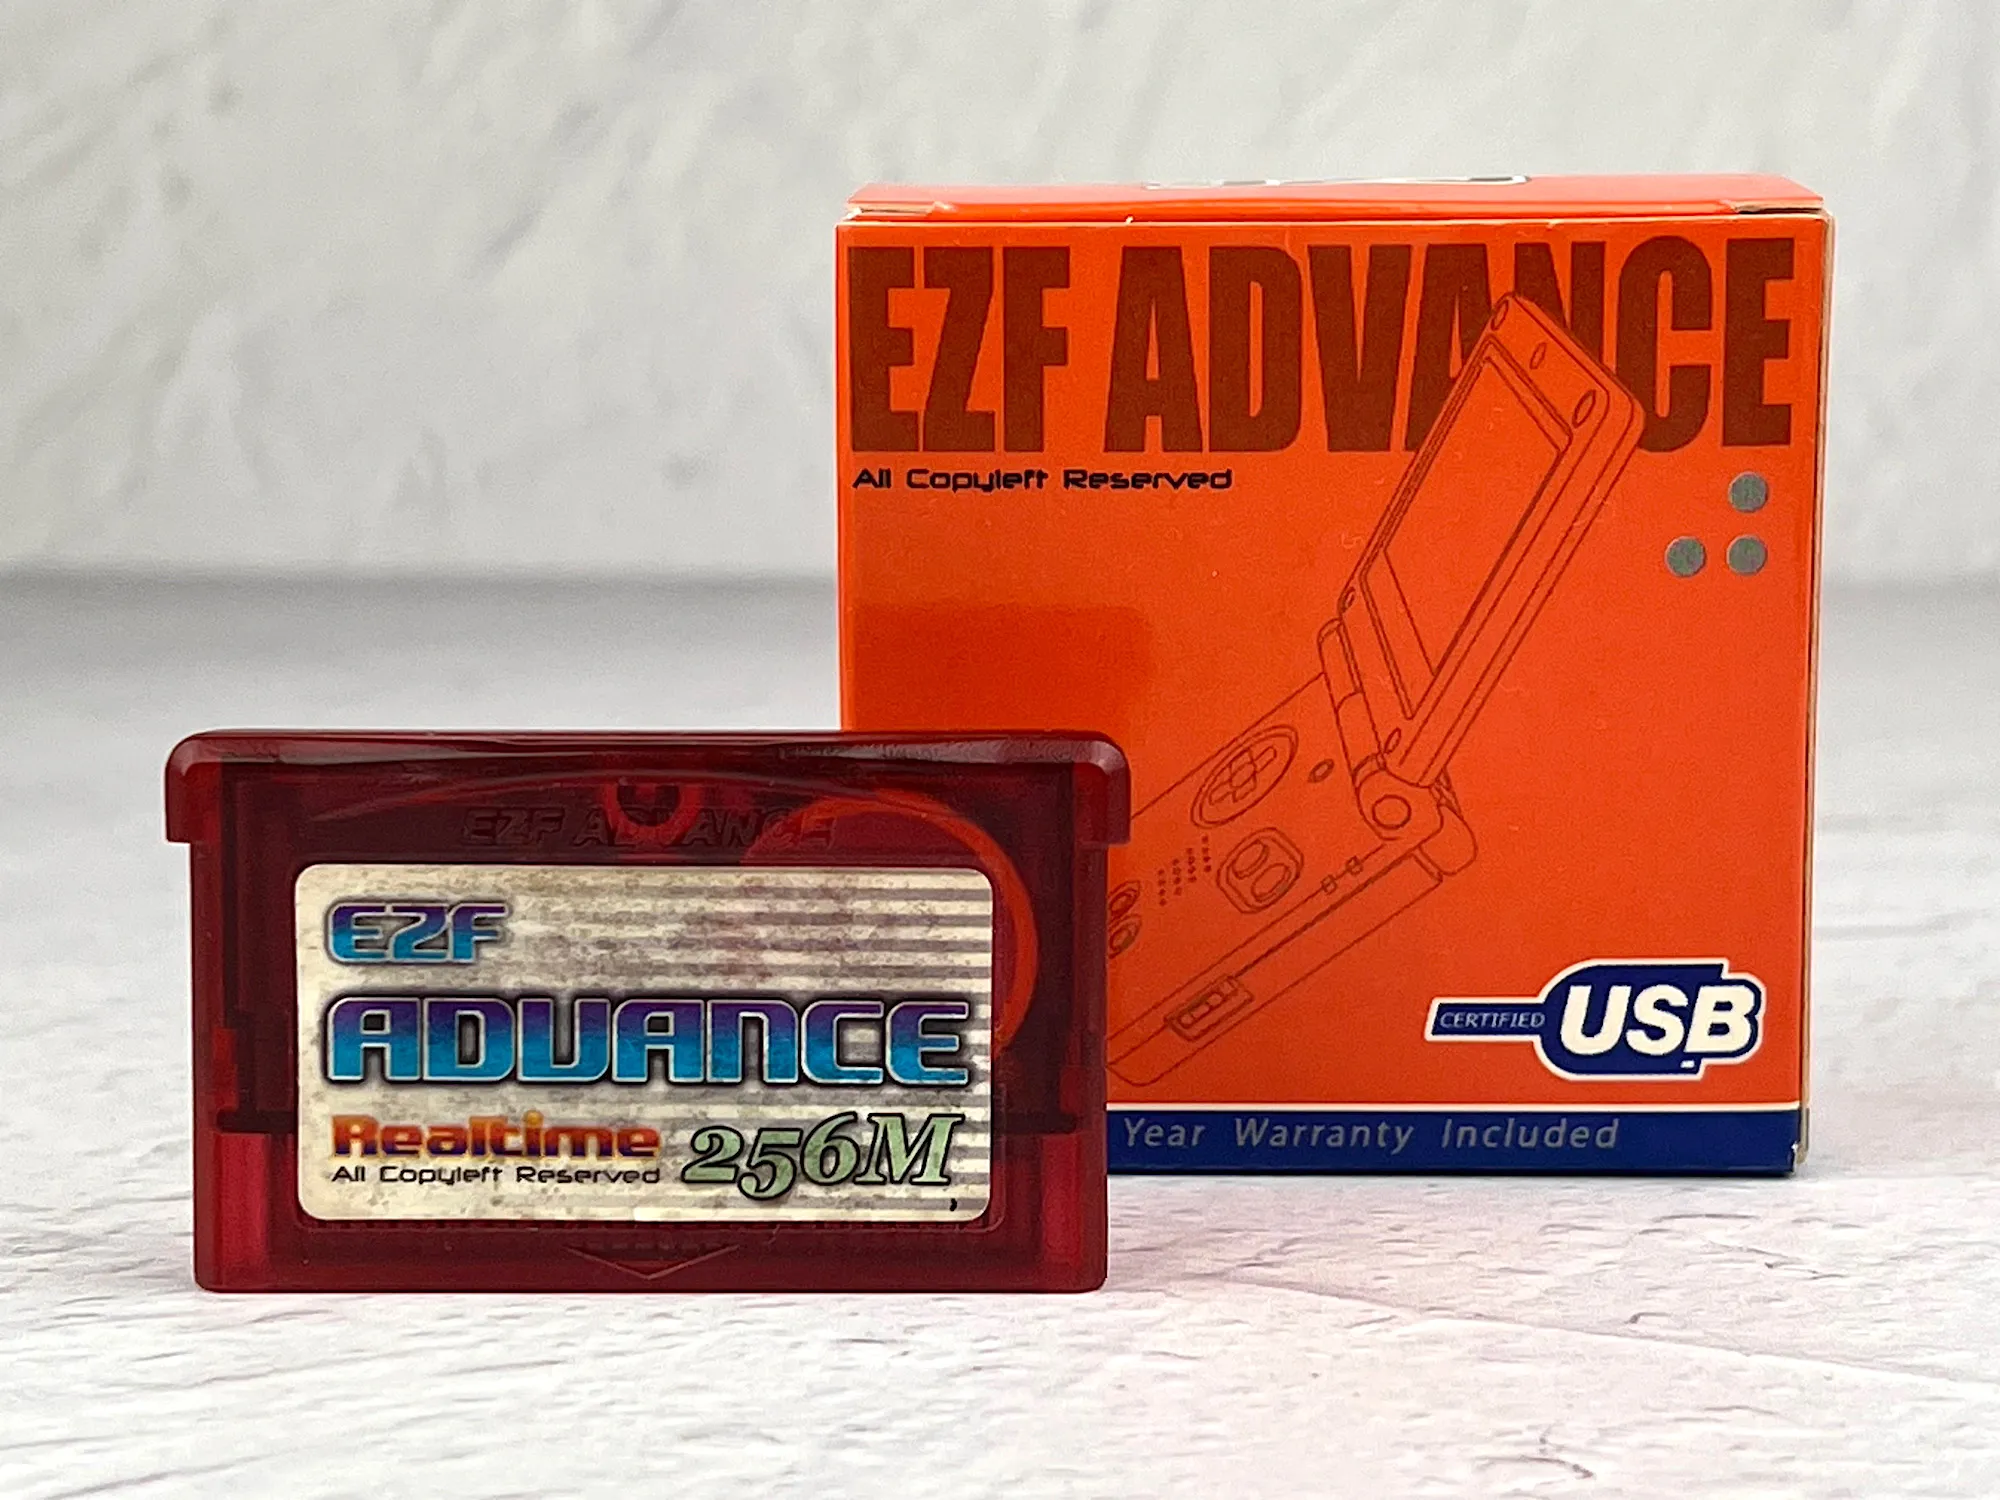 EZF ADVANCE
All Copyleft Reserved
CERTIFIED USB
Year Warranty Included
EZF ADVANCE
EZF
ADVANCE
Realtime 256M
All Copyleft Reserved